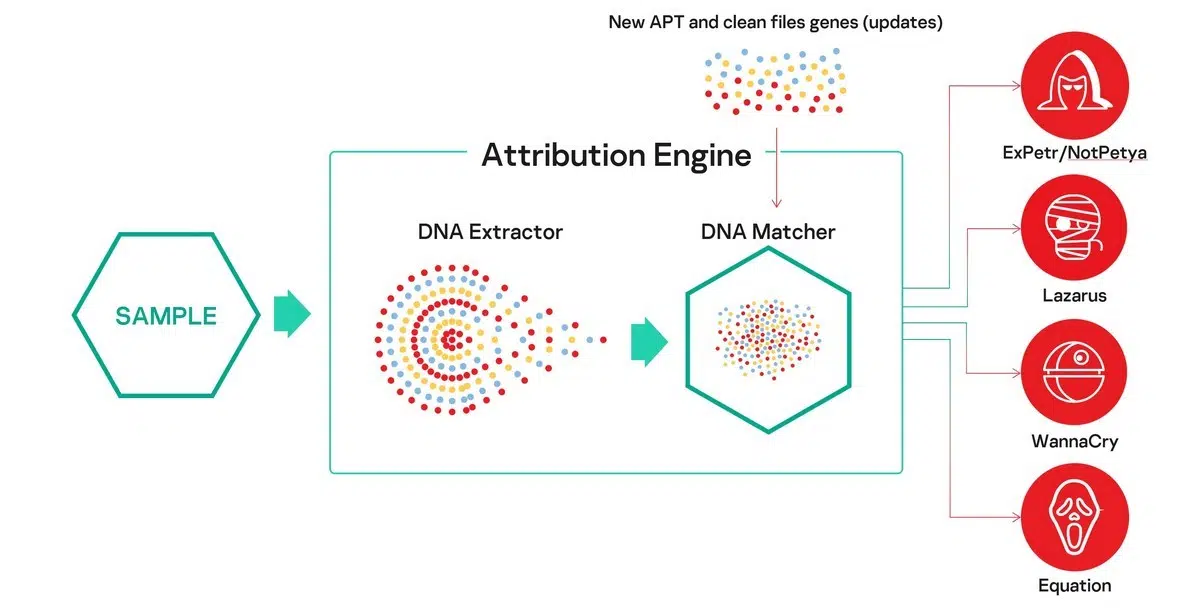 New APT and clean files genes (updates)
Attribution Engine
SAMPLE
DNA Extractor
DNA Matcher
ExPetr/NotPetya
Lazarus
WannaCry
Equation